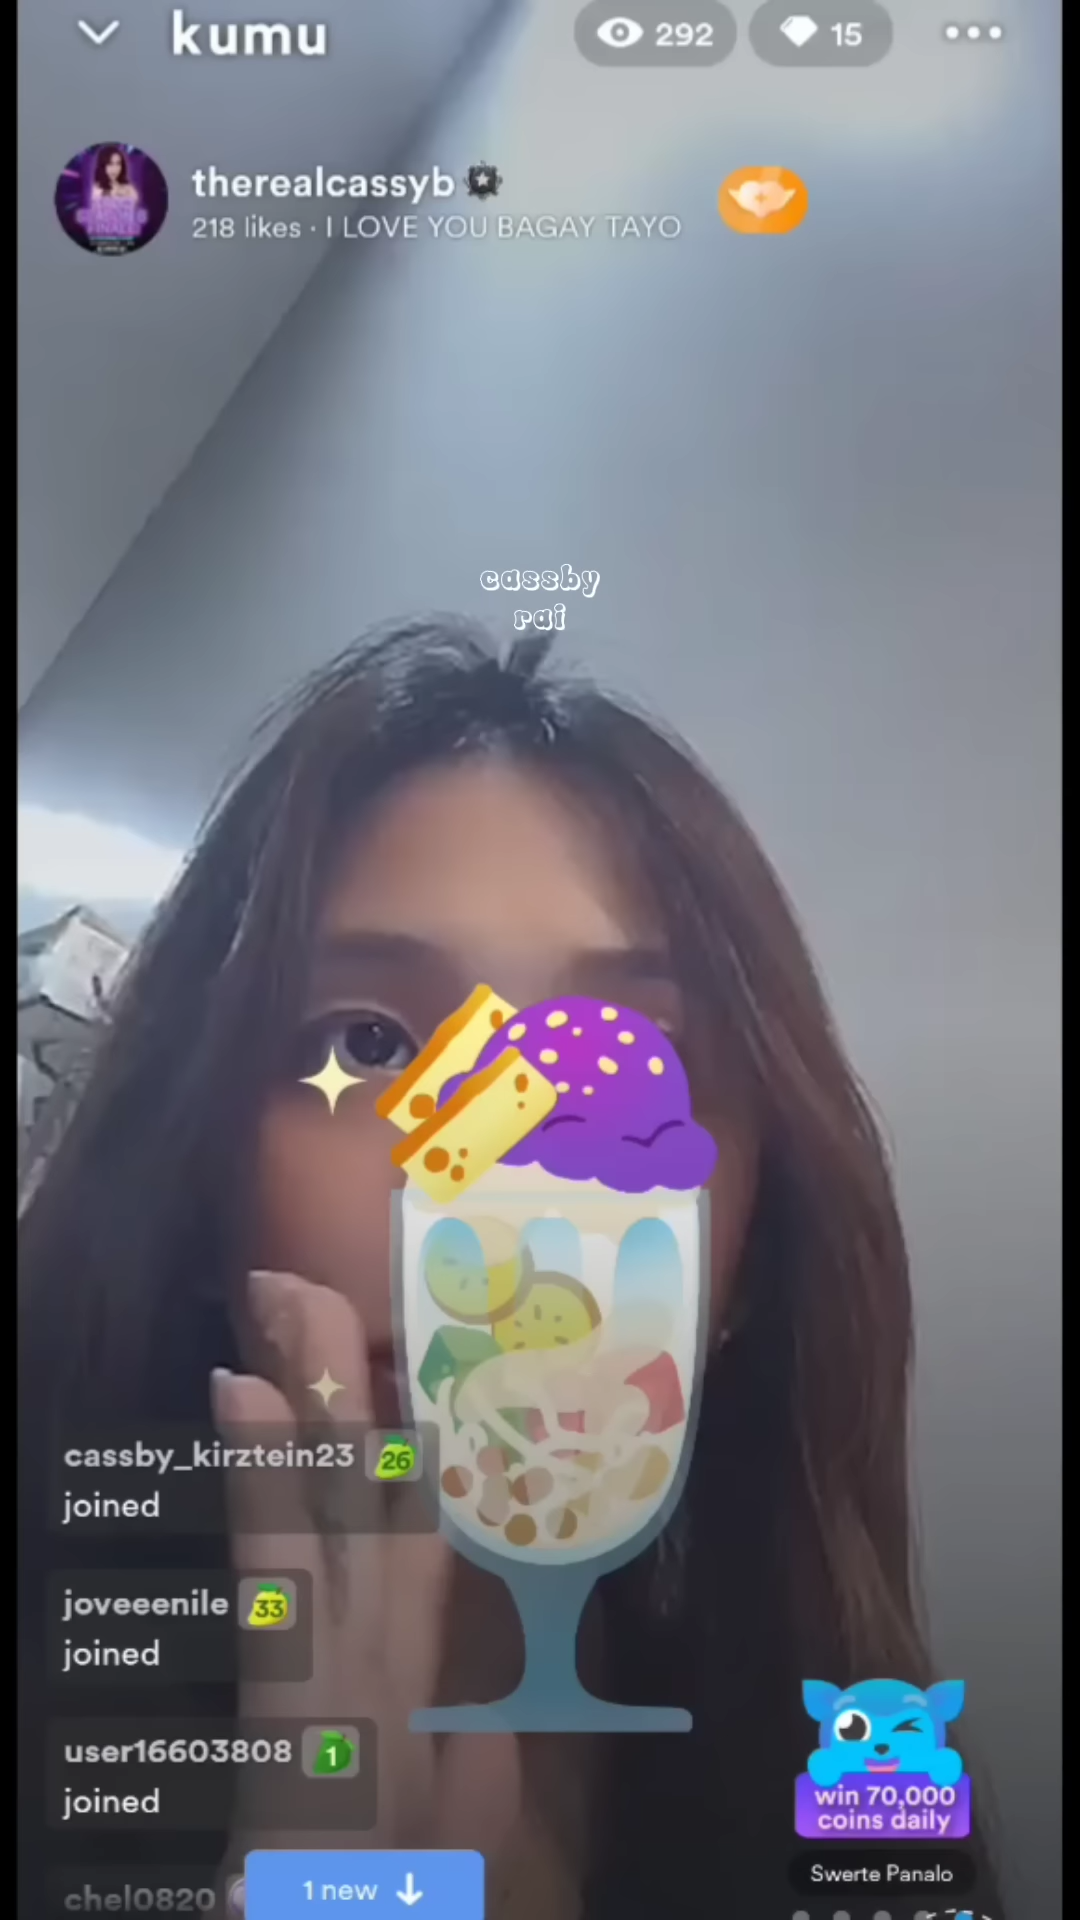 kumu
292
15
therealcassyb
218 likes · I LOVE YOU BAGAY TAYO
cassby
rai
cassby_kirztein23 26
joined
joveeenile 33
joined
user16603808 1
joined
chel0820
1 new
win 70,000
coins daily
Swerte Panalo